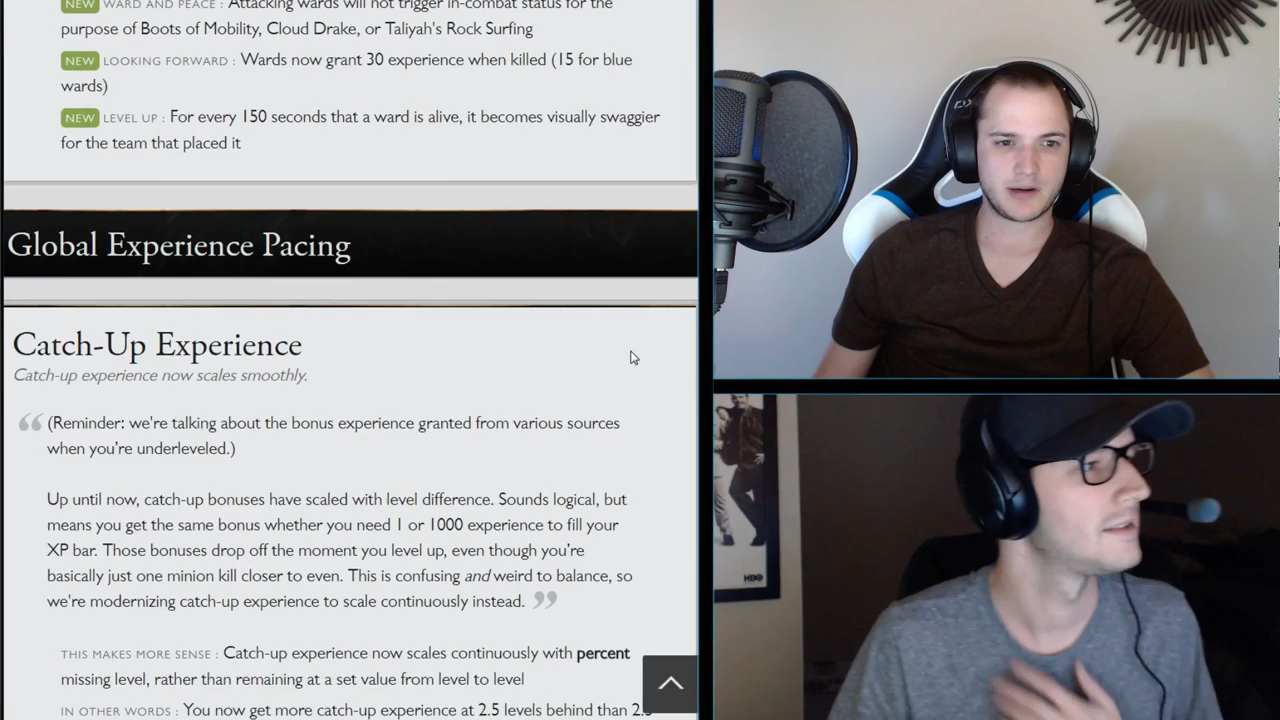 NEW WARD AND PEACE : Attacking wards will not trigger in-combat status for the
purpose of Boots of Mobility, Cloud Drake, or Taliyah's Rock Surfing
NEW LOOKING FORWARD : Wards now grant 30 experience when killed (15 for blue
wards)
NEW LEVEL UP : For every 150 seconds that a ward is alive, it becomes visually swaggier
for the team that placed it
Global Experience Pacing
Catch-Up Experience
Catch-up experience now scales smoothly.
“ (Reminder: we're talking about the bonus experience granted from various sources
when you’re underleveled.)
Up until now, catch-up bonuses have scaled with level difference. Sounds logical, but
means you get the same bonus whether you need 1 or 1000 experience to fill your
XP bar. Those bonuses drop off the moment you level up, even though you’re
basically just one minion kill closer to even. This is confusing and weird to balance, so
we're modernizing catch-up experience to scale continuously instead. ”
THIS MAKES MORE SENSE : Catch-up experience now scales continuously with percent
missing level, rather than remaining at a set value from level to level
IN OTHER WORDS : You now get more catch-up experience at 2.5 levels behind than
HBO